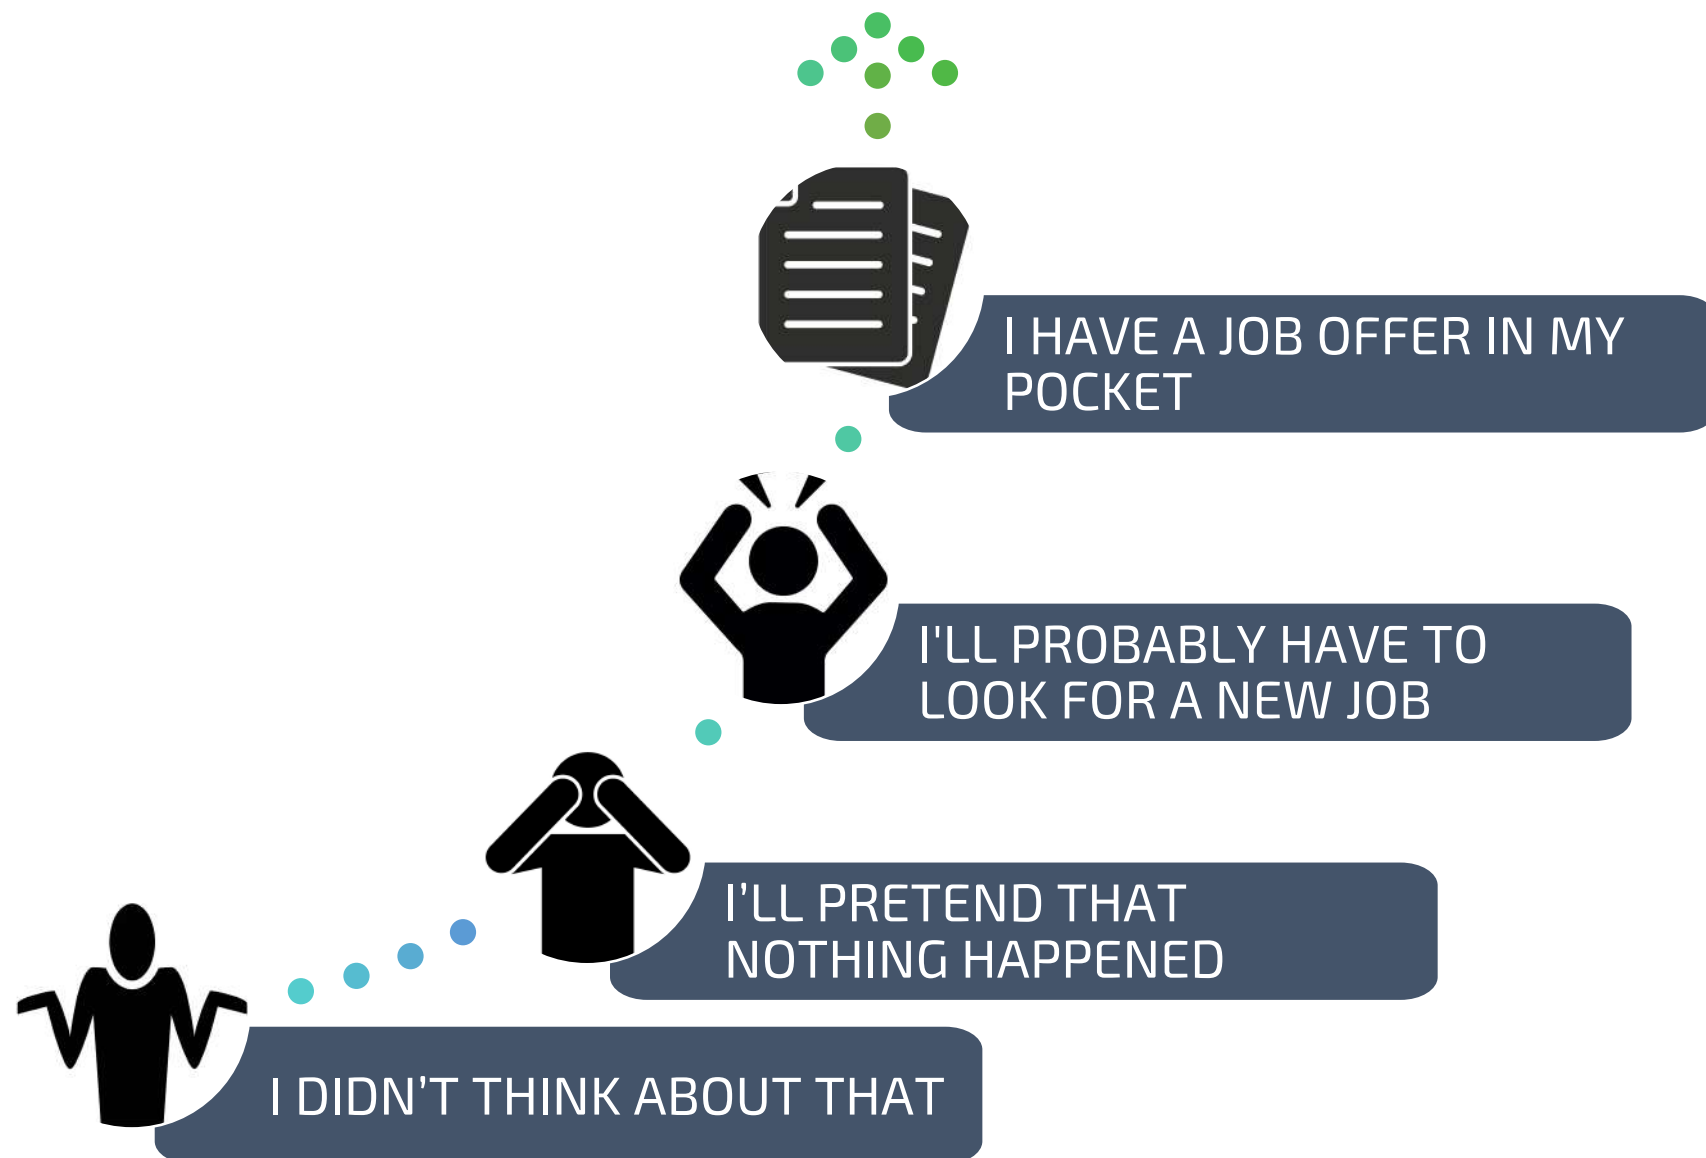 I HAVE A JOB OFFER IN MY
POCKET
I'LL PROBABLY HAVE TO
LOOK FOR A NEW JOB
I’LL PRETEND THAT
NOTHING HAPPENED
I DIDN’T THINK ABOUT THAT